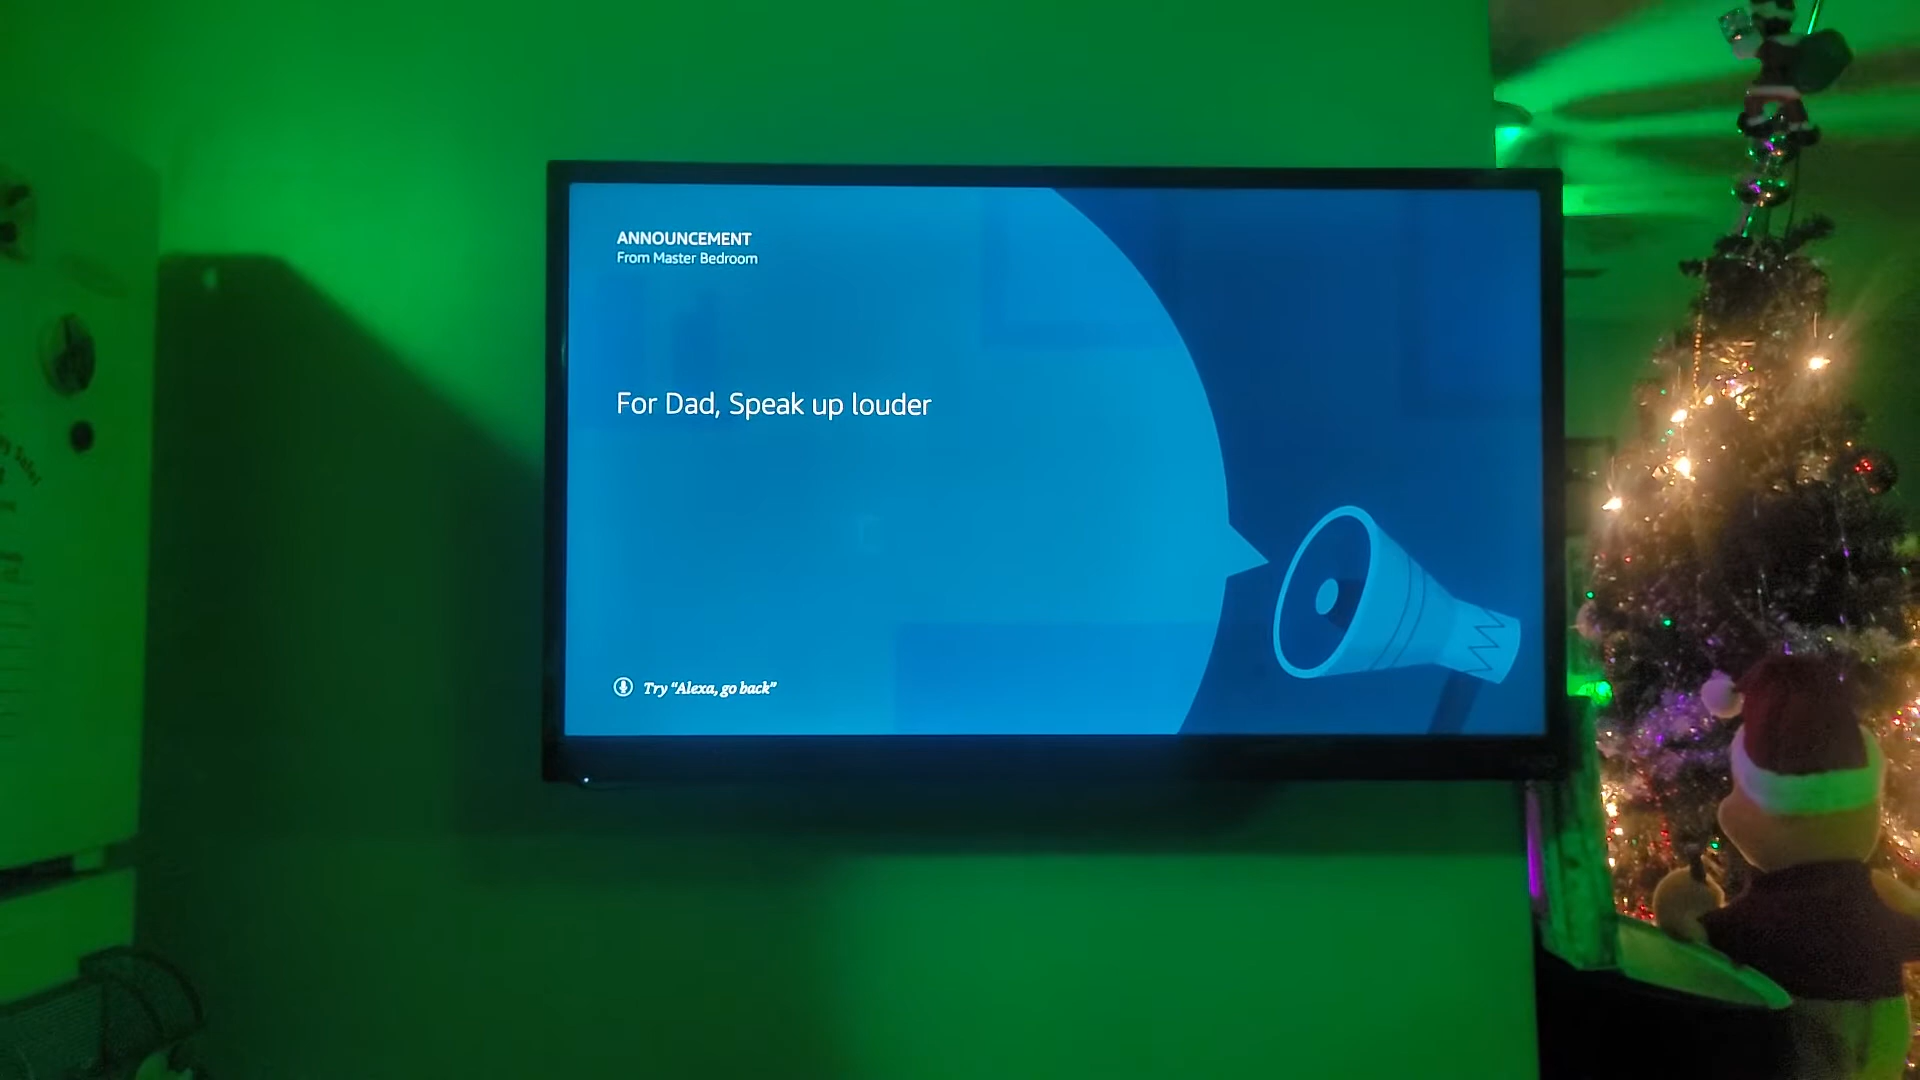 ANNOUNCEMENT
From Master Bedroom
For Dad, Speak up louder
Try "Alexa, go back"